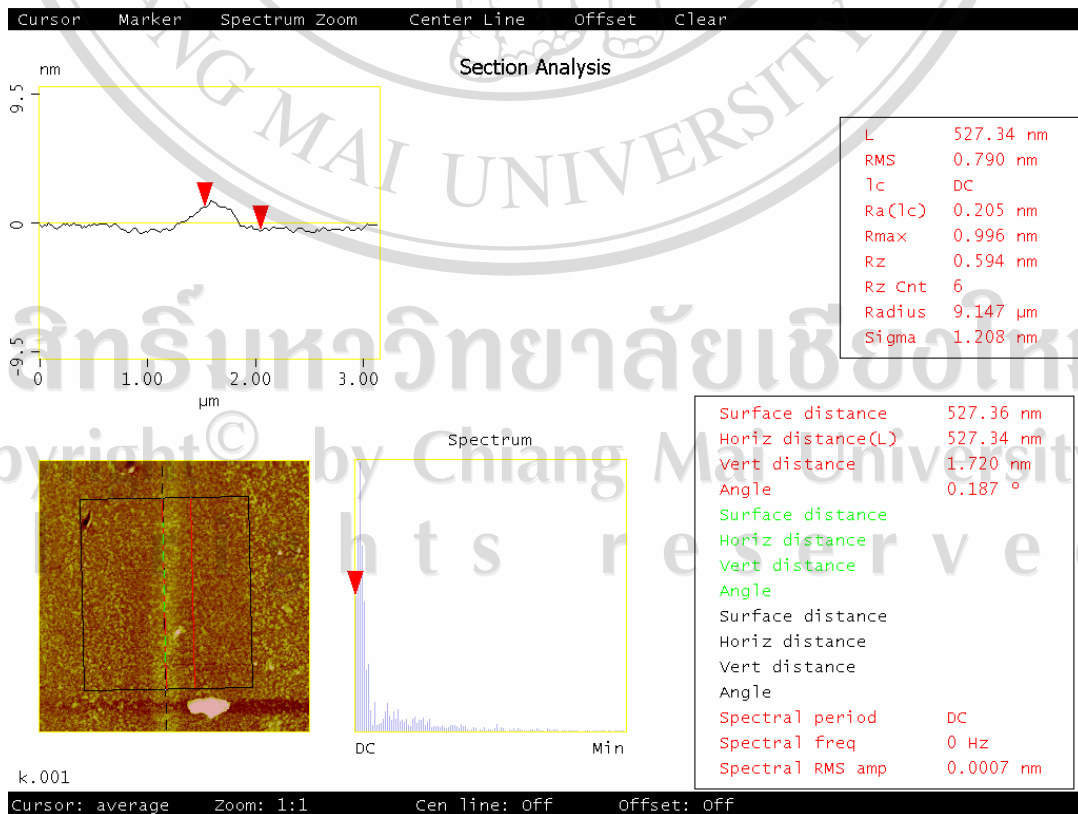 Cursor Marker Spectrum Zoom Center Line Offset Clear
Section Analysis
nm
9.5
0
-9.5
0 1.00 2.00 3.00
µm
L 527.34 nm
RMS 0.790 nm
lc DC
Ra(lc) 0.205 nm
Rmax 0.996 nm
Rz 0.594 nm
Rz Cnt 6
Radius 9.147 µm
Sigma 1.208 nm
Surface distance 527.36 nm
Horiz distance(L) 527.34 nm
Vert distance 1.720 nm
Angle 0.187 °
Surface distance
Horiz distance
Vert distance
Angle
Surface distance
Horiz distance
Vert distance
Angle
Spectral period DC
Spectral freq 0 Hz
Spectral RMS amp 0.0007 nm
Spectrum
DC Min
k.001
Cursor: average Zoom: 1:1 Cen line: Off Offset: Off
NG MAI UNIVERSITY
สิทธิ์มหาวิทยาลัยเชียงใหม
pyright© by Chiang Mai Universit
hts reserve